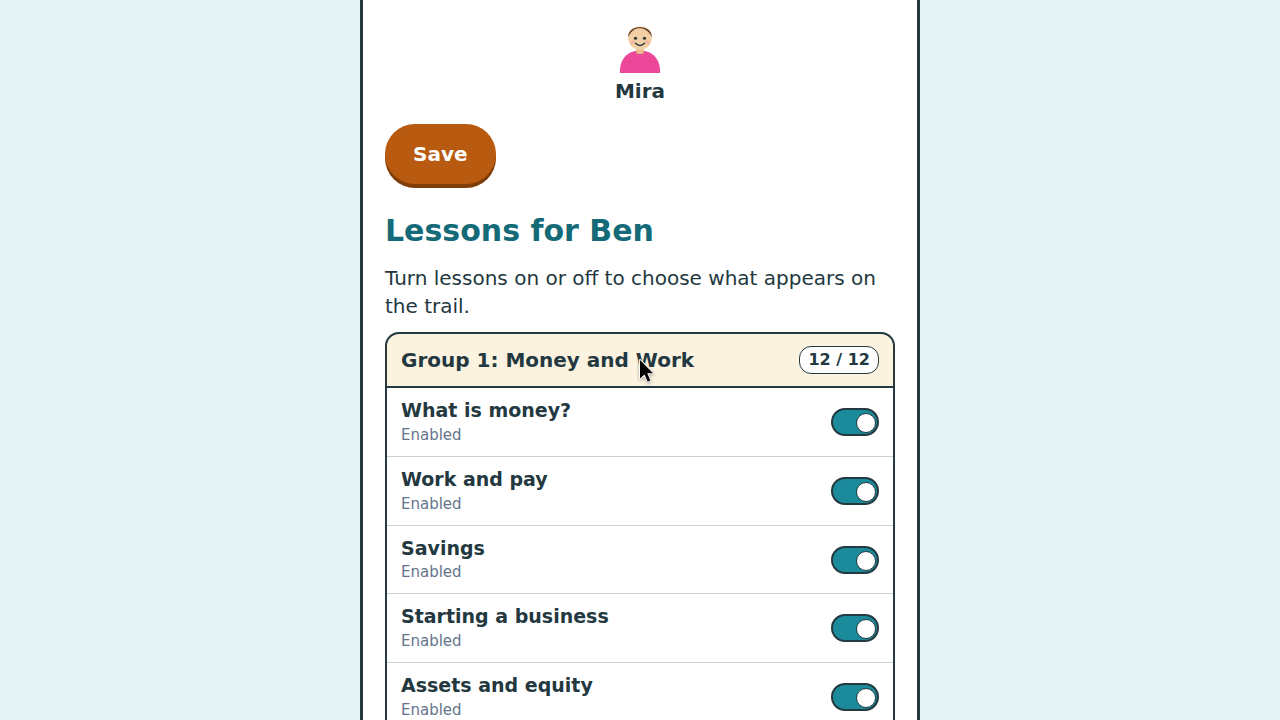 Mira
Save
Lessons for Ben
Turn lessons on or off to choose what appears on
the trail.
Group 1: Money and Work
12 / 12
What is money?
Enabled
Work and pay
Enabled
Savings
Enabled
Starting a business
Enabled
Assets and equity
Enabled